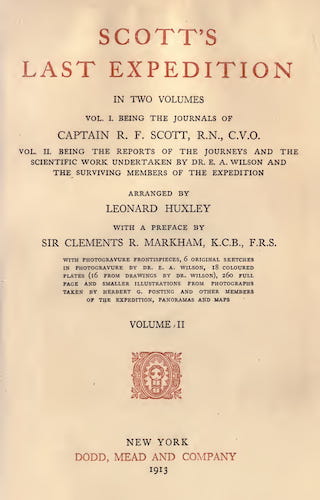 SCOTT'S
LAST EXPEDITION
IN TWO VOLUMES
VOL. I. BEING THE JOURNALS OF
CAPTAIN R. F. SCOTT, R.N., C.V.O.
VOL. II. BEING THE REPORTS OF THE JOURNEYS AND THE
SCIENTIFIC WORK UNDERTAKEN BY DR. E. A. WILSON AND
THE SURVIVING MEMBERS OF THE EXPEDITION
ARRANGED BY
LEONARD HUXLEY
WITH A PREFACE BY
SIR CLEMENTS R. MARKHAM, K.C.B., F.R.S.
WITH PHOTOGRAVURE FRONTISPIECES, 6 ORIGINAL SKETCHES
IN PHOTOGRAVURE BY DR. E. A. WILSON, 18 COLOURED
PLATES (16 FROM DRAWINGS BY DR. WILSON), 260 FULL
PAGE AND SMALLER ILLUSTRATIONS FROM PHOTOGRAPHS
TAKEN BY HERBERT G. PONTING AND OTHER MEMBERS
OF THE EXPEDITION, PANORAMAS AND MAPS
VOLUME II
NEW YORK
DODD, MEAD AND COMPANY
1913